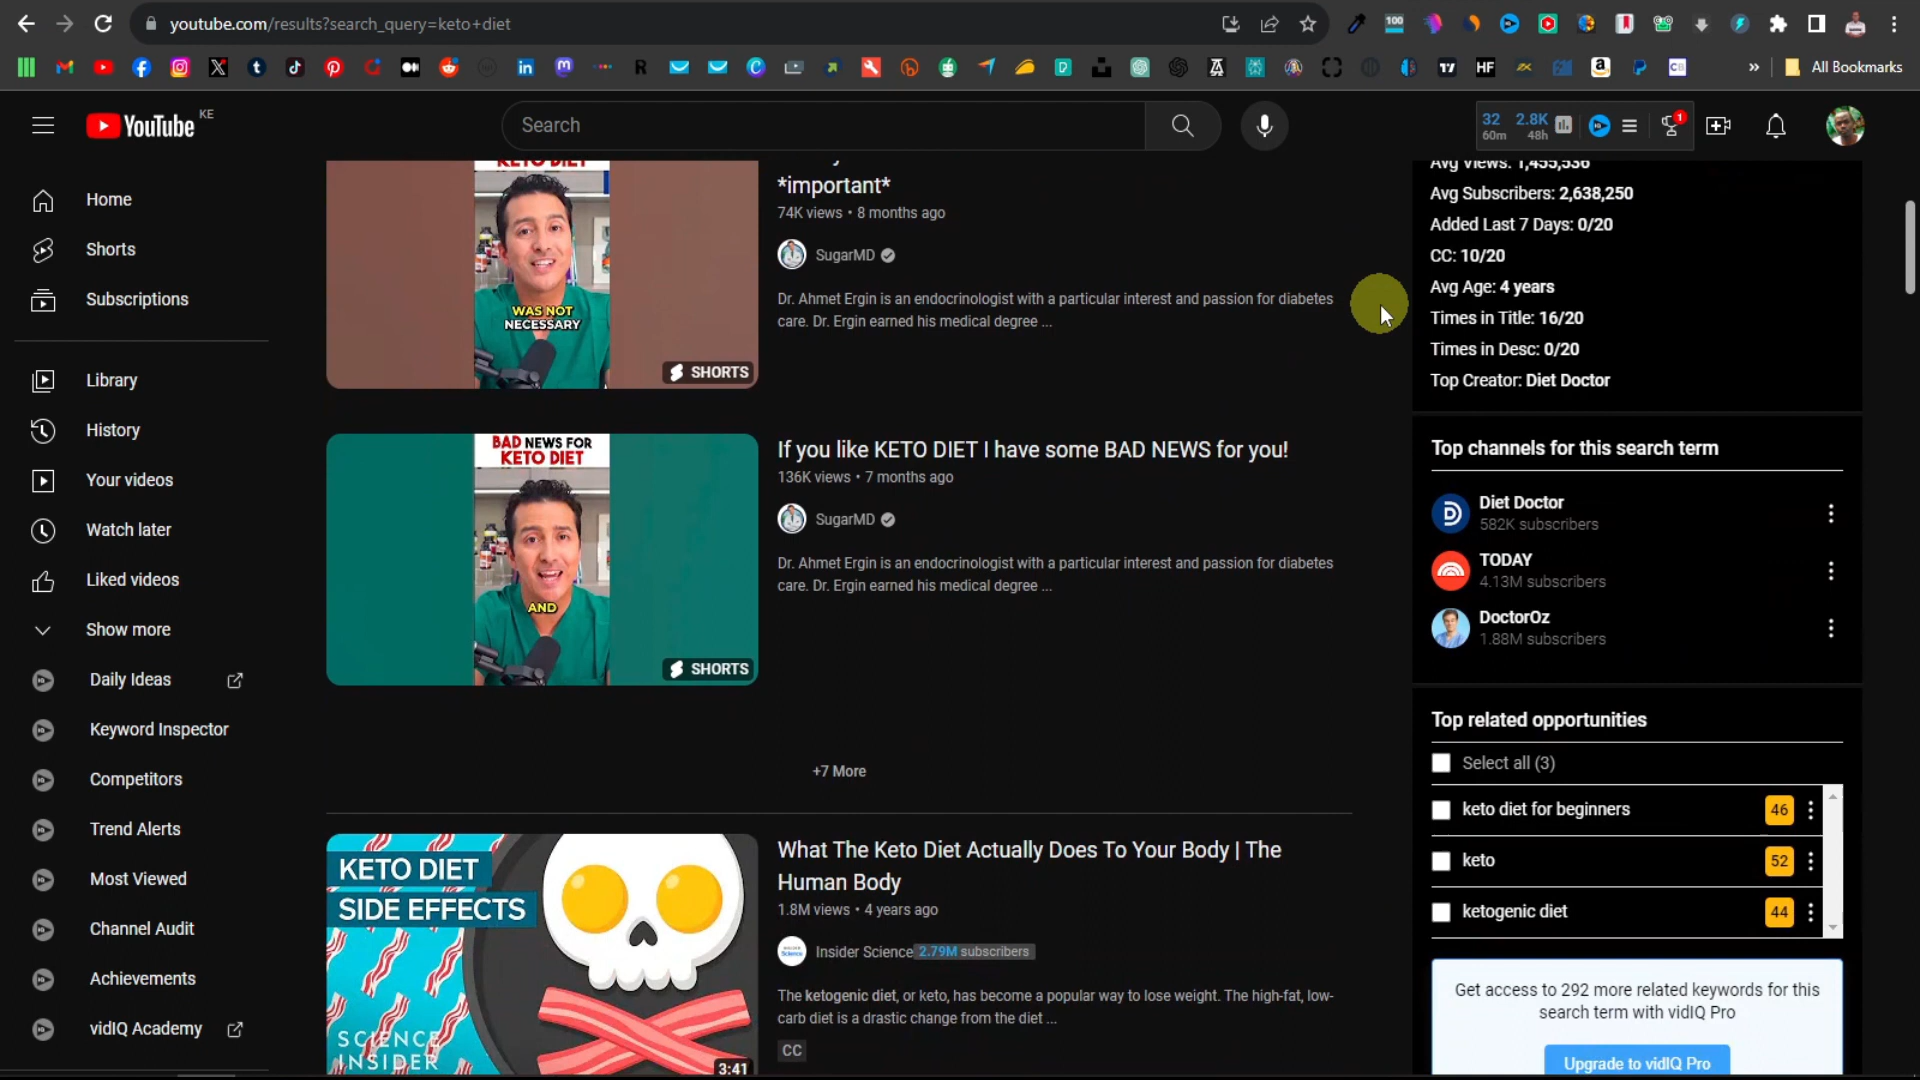 youtube.com/results?search_query=keto+diet
100
HF
All Bookmarks
YouTube KE
Search
32 60m
2.8K 48h
1
Home
Shorts
Subscriptions
Library
History
Your videos
Watch later
Liked videos
Show more
Daily Ideas
Keyword Inspector
Competitors
Trend Alerts
Most Viewed
Channel Audit
Achievements
vidIQ Academy
KETO DIET
WAS NOT
NECESSARY
SHORTS
*important*
74K views • 8 months ago
SugarMD
Dr. Ahmet Ergin is an endocrinologist with a particular interest and passion for diabetes
care. Dr. Ergin earned his medical degree ...
BAD NEWS FOR
KETO DIET
AND
SHORTS
If you like KETO DIET I have some BAD NEWS for you!
136K views • 7 months ago
SugarMD
Dr. Ahmet Ergin is an endocrinologist with a particular interest and passion for diabetes
care. Dr. Ergin earned his medical degree ...
+7 More
KETO DIET
SIDE EFFECTS
SCIENCE
INSIDER
3:41
What The Keto Diet Actually Does To Your Body | The
Human Body
1.8M views • 4 years ago
Insider Science 2.79M subscribers
The ketogenic diet, or keto, has become a popular way to lose weight. The high-fat, low-
carb diet is a drastic change from the diet ...
CC
Avg Views: 1,455,536
Avg Subscribers: 2,638,250
Added Last 7 Days: 0/20
CC: 10/20
Avg Age: 4 years
Times in Title: 16/20
Times in Desc: 0/20
Top Creator: Diet Doctor
Top channels for this search term
Diet Doctor
582K subscribers
TODAY
4.13M subscribers
DoctorOz
1.88M subscribers
Top related opportunities
Select all (3)
keto diet for beginners 46
keto 52
ketogenic diet 44
Get access to 292 more related keywords for this
search term with vidIQ Pro
Upgrade to vidIQ Pro